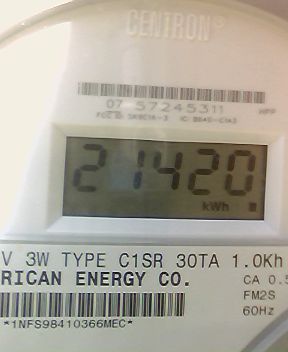 CENTRON®
07 57245311 HPP
21420
kWh
V 3W TYPE C1SR 30TA 1.0Kh
RICAN ENERGY CO.
CA 0.5
FM2S
60Hz
*1NFS98410366MEC*